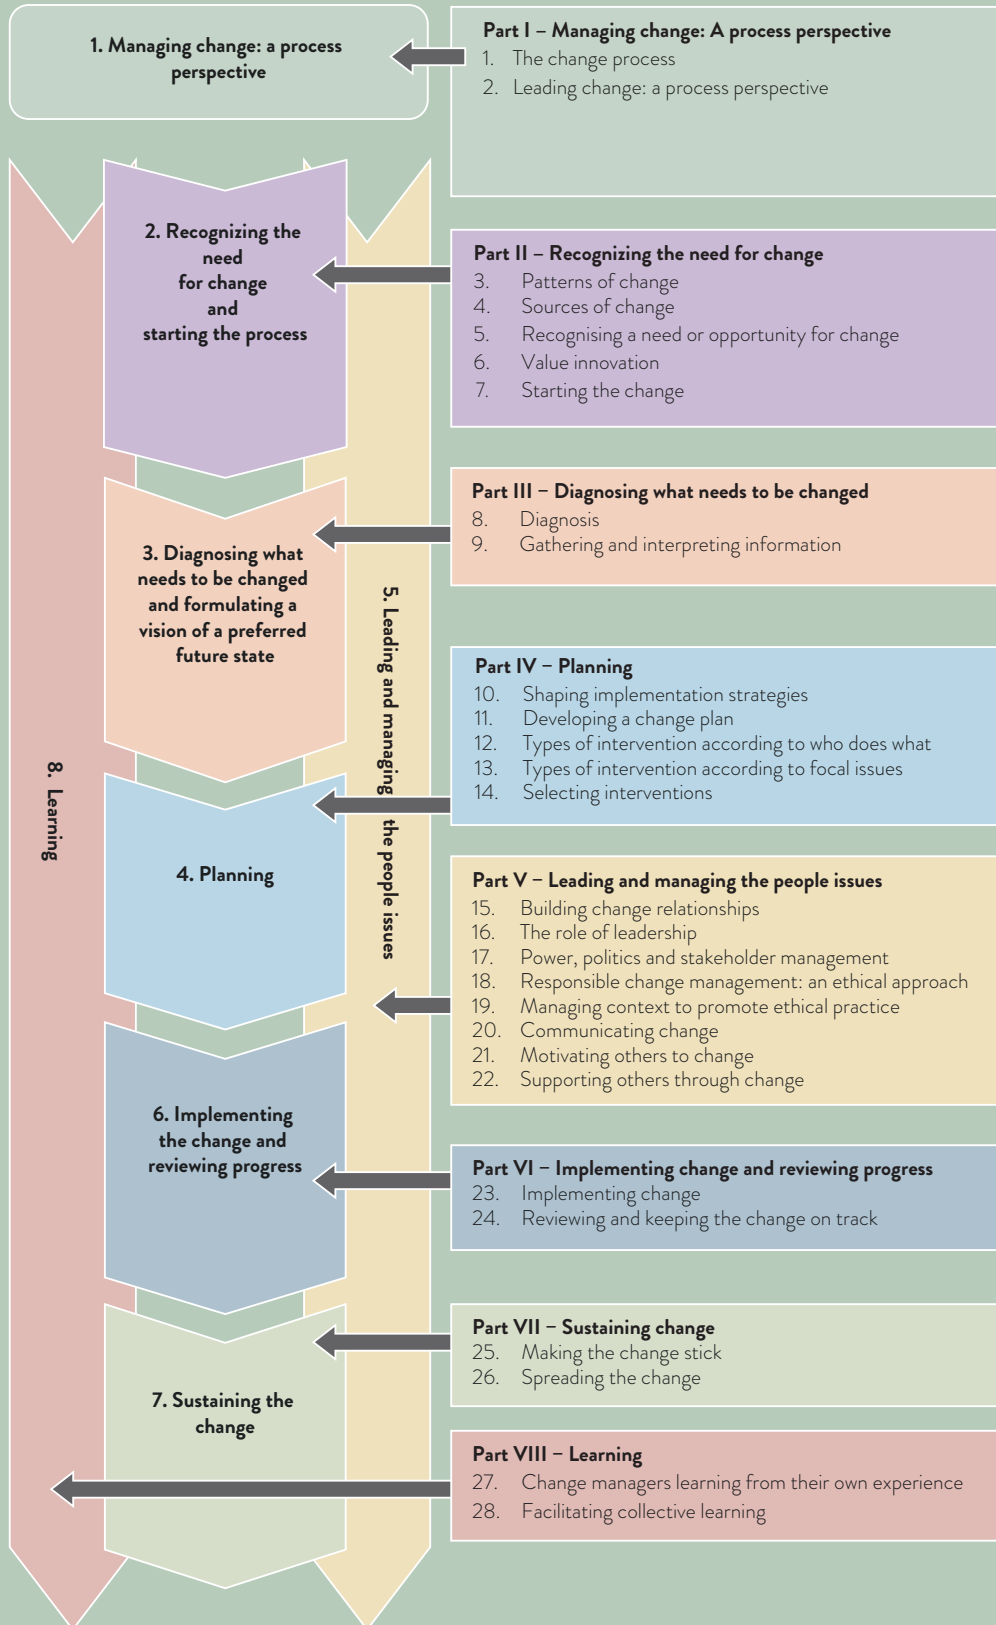 1. Managing change: a process
perspective
Part I – Managing change: A process perspective
1. The change process
2. Leading change: a process perspective
2. Recognizing the
need
for change
and
starting the process
Part II – Recognizing the need for change
3. Patterns of change
4. Sources of change
5. Recognising a need or opportunity for change
6. Value innovation
7. Starting the change
3. Diagnosing what
needs to be changed
and formulating a
vision of a preferred
future state
Part III – Diagnosing what needs to be changed
8. Diagnosis
9. Gathering and interpreting information
4. Planning
Part IV – Planning
10. Shaping implementation strategies
11. Developing a change plan
12. Types of intervention according to who does what
13. Types of intervention according to focal issues
14. Selecting interventions
5. Leading and managing the people issues
Part V – Leading and managing the people issues
15. Building change relationships
16. The role of leadership
17. Power, politics and stakeholder management
18. Responsible change management: an ethical approach
19. Managing context to promote ethical practice
20. Communicating change
21. Motivating others to change
22. Supporting others through change
6. Implementing
the change and
reviewing progress
Part VI – Implementing change and reviewing progress
23. Implementing change
24. Reviewing and keeping the change on track
7. Sustaining the
change
Part VII – Sustaining change
25. Making the change stick
26. Spreading the change
8. Learning
Part VIII – Learning
27. Change managers learning from their own experience
28. Facilitating collective learning